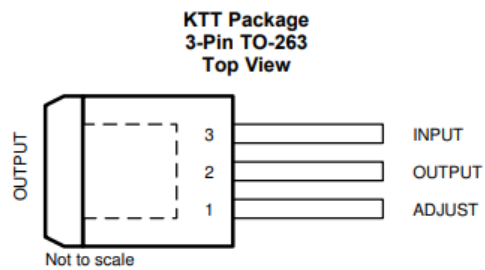 KTT Package
3-Pin TO-263
Top View
OUTPUT
3 INPUT
2 OUTPUT
1 ADJUST
Not to scale